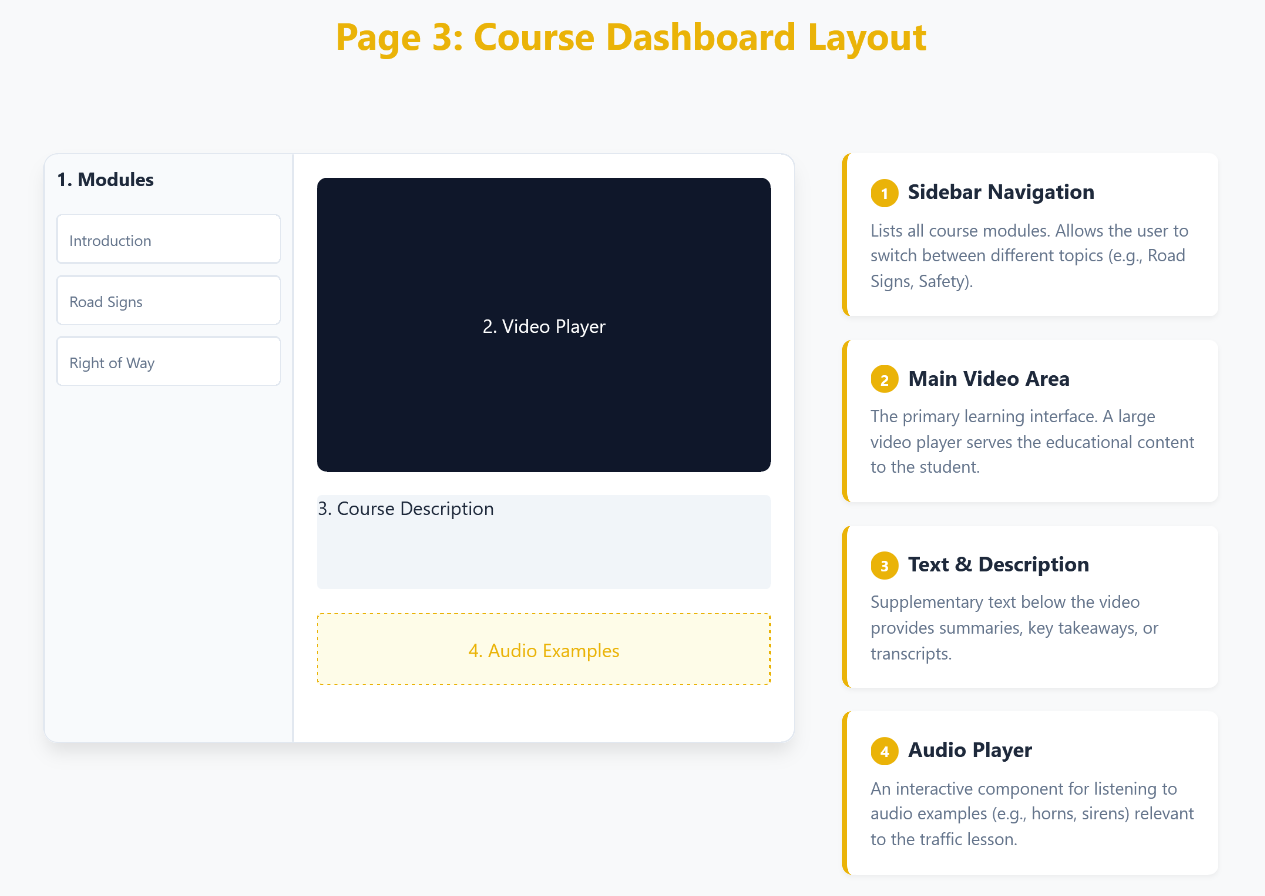 Page 3: Course Dashboard Layout
1. Modules
Introduction
Road Signs
Right of Way
2. Video Player
3. Course Description
4. Audio Examples
1 Sidebar Navigation
Lists all course modules. Allows the user to
switch between different topics (e.g., Road
Signs, Safety).
2 Main Video Area
The primary learning interface. A large
video player serves the educational content
to the student.
3 Text & Description
Supplementary text below the video
provides summaries, key takeaways, or
transcripts.
4 Audio Player
An interactive component for listening to
audio examples (e.g., horns, sirens) relevant
to the traffic lesson.